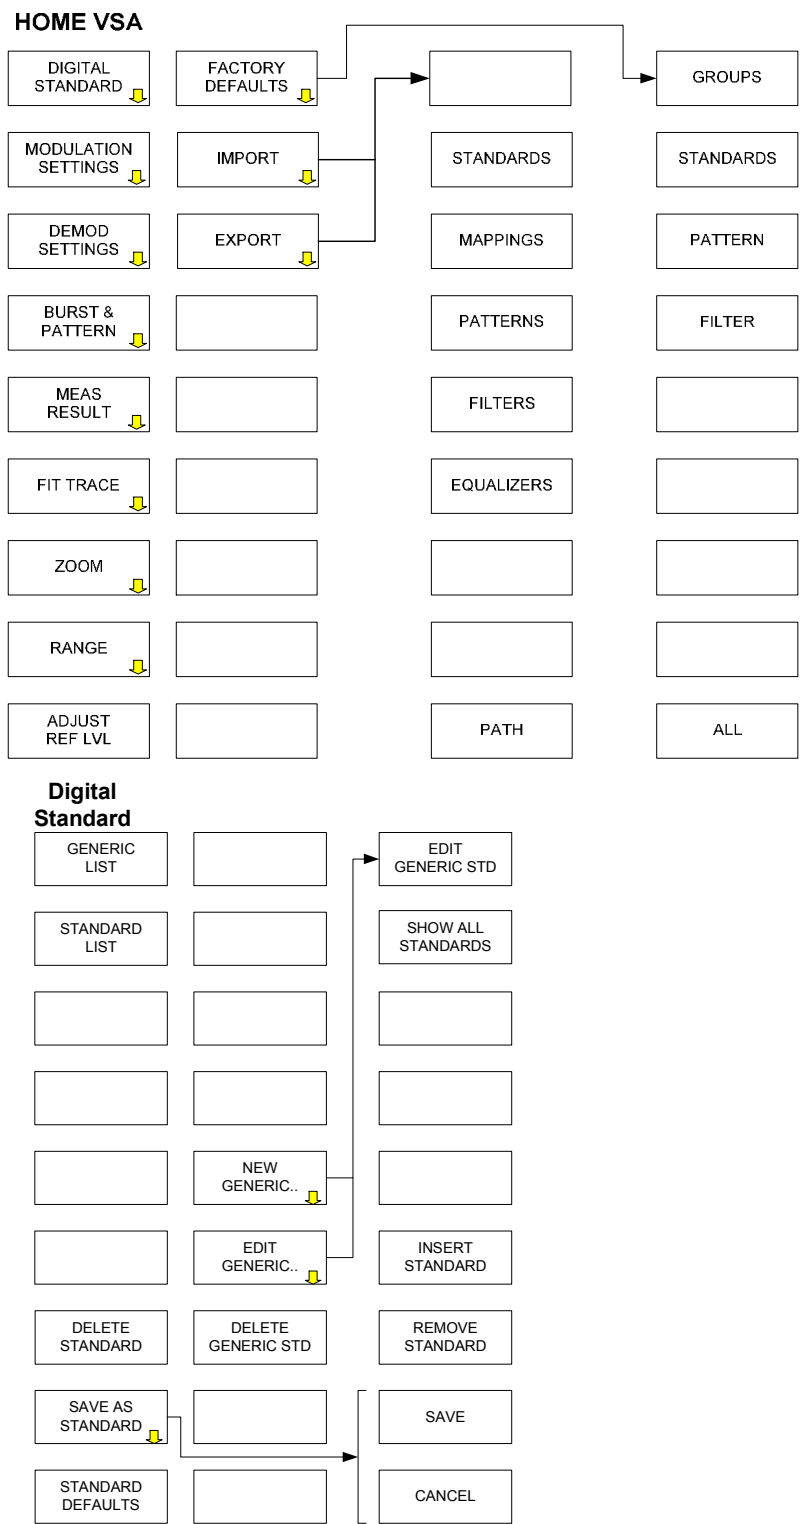 HOME VSA
DIGITAL
STANDARD
FACTORY
DEFAULTS
GROUPS
MODULATION
SETTINGS
IMPORT
STANDARDS
STANDARDS
DEMOD
SETTINGS
EXPORT
MAPPINGS
PATTERN
BURST &
PATTERN
PATTERNS
FILTER
MEAS
RESULT
FILTERS
FIT TRACE
EQUALIZERS
ZOOM
RANGE
ADJUST
REF LVL
PATH
ALL
Digital
Standard
GENERIC
LIST
EDIT
GENERIC STD
STANDARD
LIST
SHOW ALL
STANDARDS
NEW
GENERIC..
EDIT
GENERIC..
INSERT
STANDARD
DELETE
STANDARD
DELETE
GENERIC STD
REMOVE
STANDARD
SAVE AS
STANDARD
SAVE
STANDARD
DEFAULTS
CANCEL